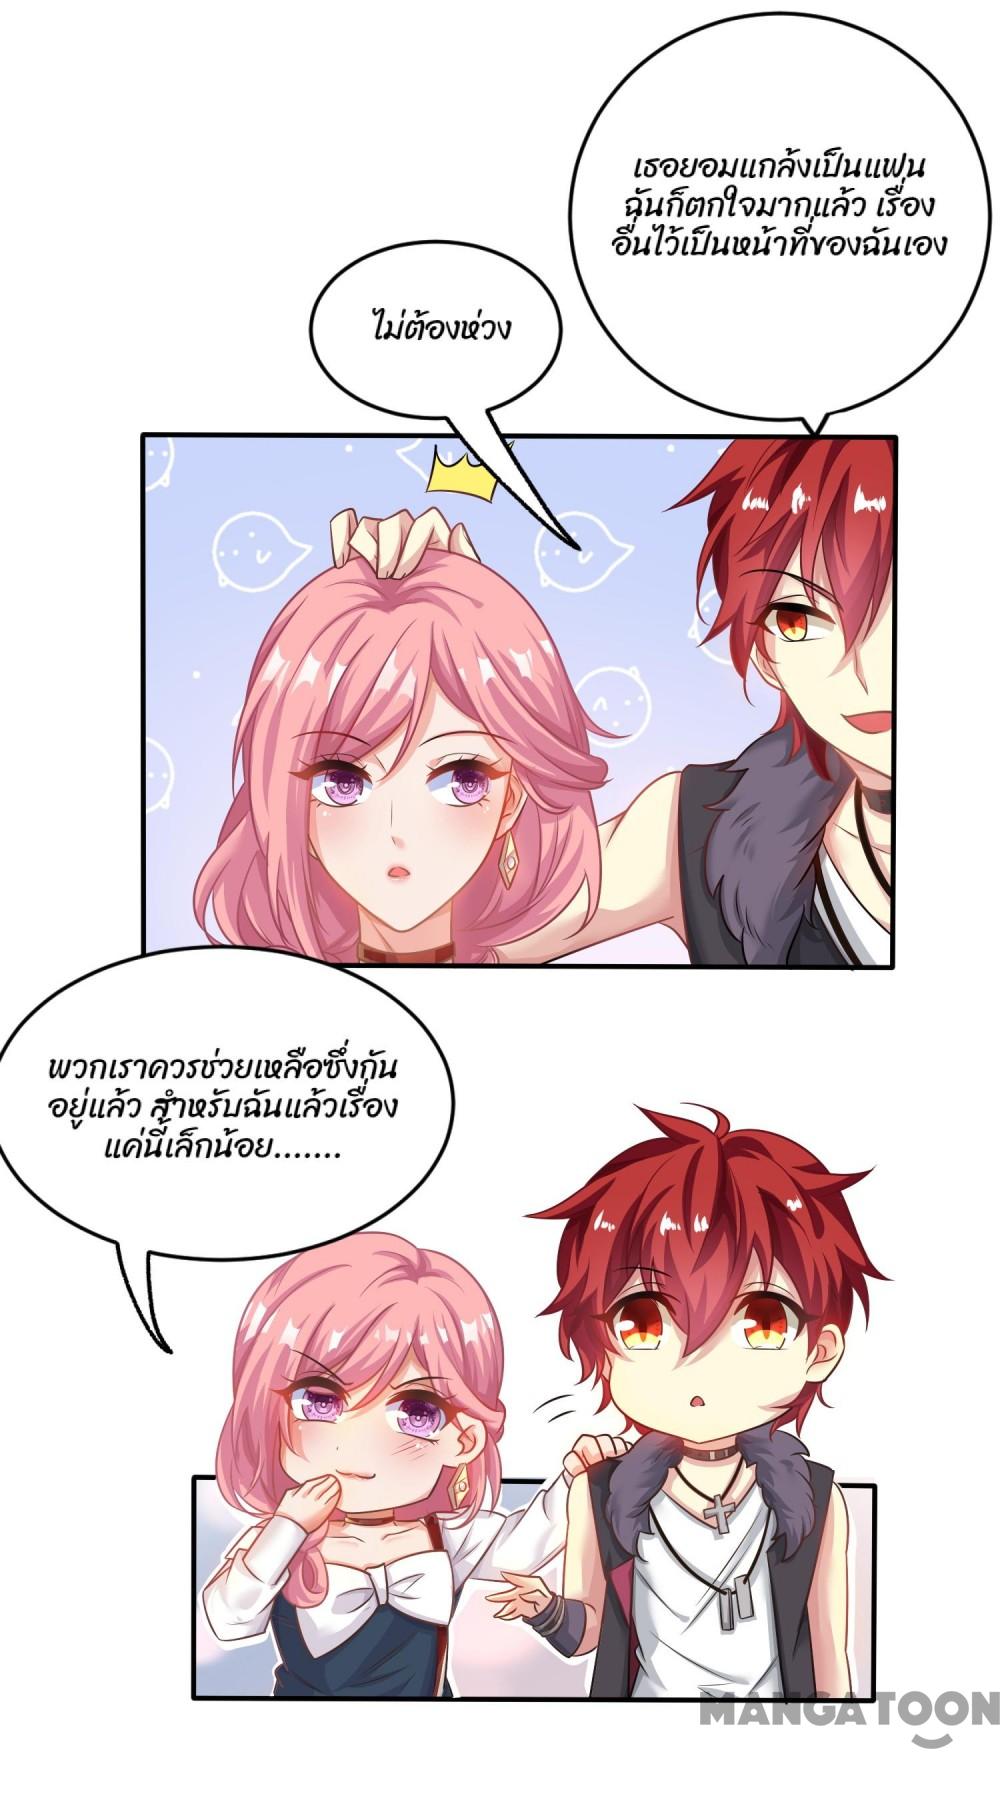 เธอยอมแกล้งเป็นแฟน
ฉันก็ตกใจมากแล้ว เรื่อง
อื่นไว้เป็นหน้าที่ของฉันเอง
ไม่ต้องห่วง
พวกเราควรช่วยเหลือซึ่งกัน
อยู่แล้ว สำหรับฉันแล้วเรื่อง
แค่นี้เล็กน้อย.......
MANGATOON